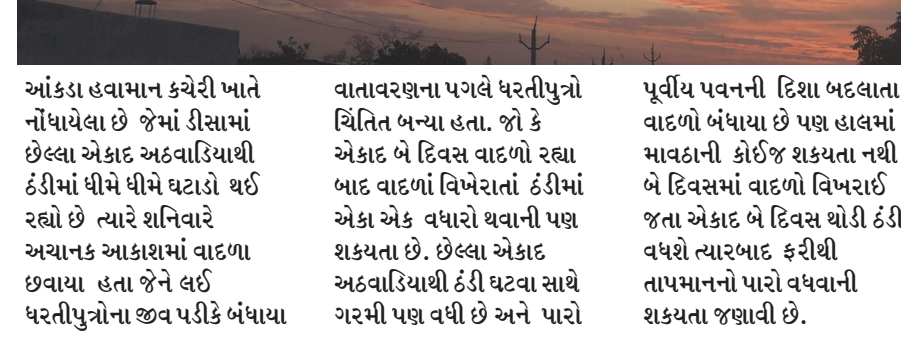 આંકડા હવામાન કચેરી ખાતે
નોંધાયેલા છે જેમાં ડીસામાં
છેલ્લા એકાદ અઠવાડિયાથી
ઠંડીમાં ધીમે ધીમે ઘટાડો થઈ
રહ્યો છે ત્યારે શનિવારે
અચાનક આકાશમાં વાદળા
છવાયા હતા જેને લઈ
ધરતીપુત્રોના જીવ પડીકે બંધાયા
વાતાવરણના પગલે ધરતીપુત્રો
ચિંતિત બન્યા હતા. જો કે
એકાદ બે દિવસ વાદળો રહ્યા
બાદ વાદળાં વિખેરાતાં ઠંડીમાં
એકા એક વધારો થવાની પણ
શકયતા છે. છેલ્લા એકાદ
અઠવાડિયાથી ઠંડી ઘટવા સાથે
ગરમી પણ વધી છે અને પારો
પૂર્વીય પવનની દિશા બદલાતા
વાદળો બંધાયા છે પણ હાલમાં
માવઠાની કોઈજ શકયતા નથી
બે દિવસમાં વાદળો વિખરાઈ
જતા એકાદ બે દિવસ થોડી ઠંડી
વધશે ત્યારબાદ ફરીથી
તાપમાનનો પારો વધવાની
શકયતા જણાવી છે.